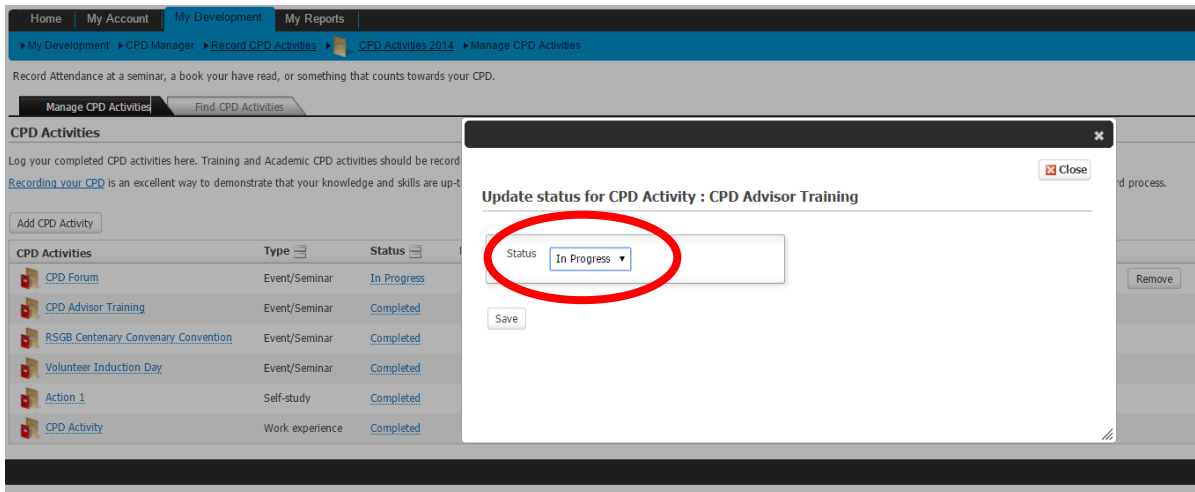 Home My Account My Development My Reports
My Development CPD Manager Record CPD Activities CPD Activities 2014 Manage CPD Activities
Record Attendance at a seminar, a book your have read, or something that counts towards your CPD.
Manage CPD Activities Find CPD Activities
CPD Activities
Log your completed CPD activities here. Training and Academic CPD activities should be record
Recording your CPD is an excellent way to demonstrate that your knowledge and skills are up-t
rd process.
Add CPD Activity
CPD Activities Type Status
CPD Forum Event/Seminar In Progress Remove
CPD Advisor Training Event/Seminar Completed
RSGB Centenary Convenary Convention Event/Seminar Completed
Volunteer Induction Day Event/Seminar Completed
Action 1 Self-study Completed
CPD Activity Work experience Completed
Close
Update status for CPD Activity : CPD Advisor Training
Status In Progress
Save